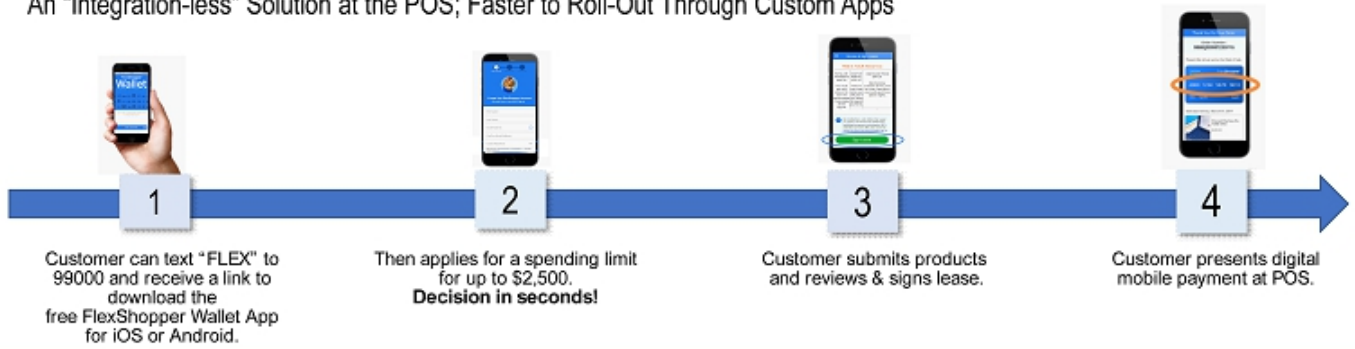 An "Integration-less" Solution at the POS; Faster to Roll-Out Through Custom Apps
Wallet
1
2
3
4
Customer can text "FLEX" to
99000 and receive a link to
download the
free FlexShopper Wallet App
for iOS or Android.
Then applies for a spending limit
for up to $2,500.
Decision in seconds!
Customer submits products
and reviews & signs lease.
Customer presents digital
mobile payment at POS.